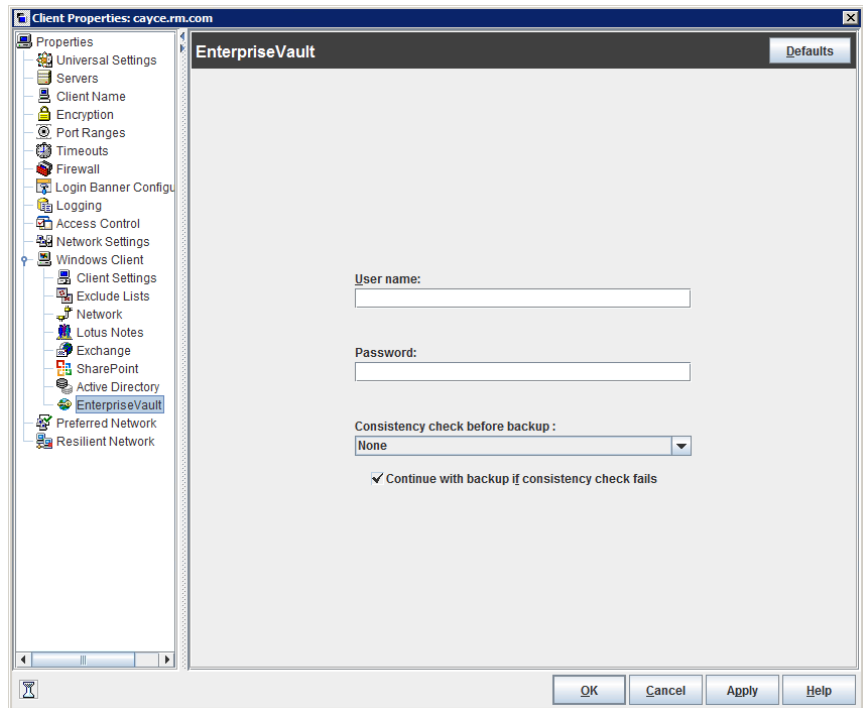 Client Properties: cayce.rm.com
Properties
Universal Settings
Servers
Client Name
Encryption
Port Ranges
Timeouts
Firewall
Login Banner Configu
Logging
Access Control
Network Settings
Windows Client
Client Settings
Exclude Lists
Network
Lotus Notes
Exchange
SharePoint
Active Directory
EnterpriseVault
Preferred Network
Resilient Network
EnterpriseVault
Defaults
User name:
Password:
Consistency check before backup :
None
Continue with backup if consistency check fails
OK
Cancel
Apply
Help